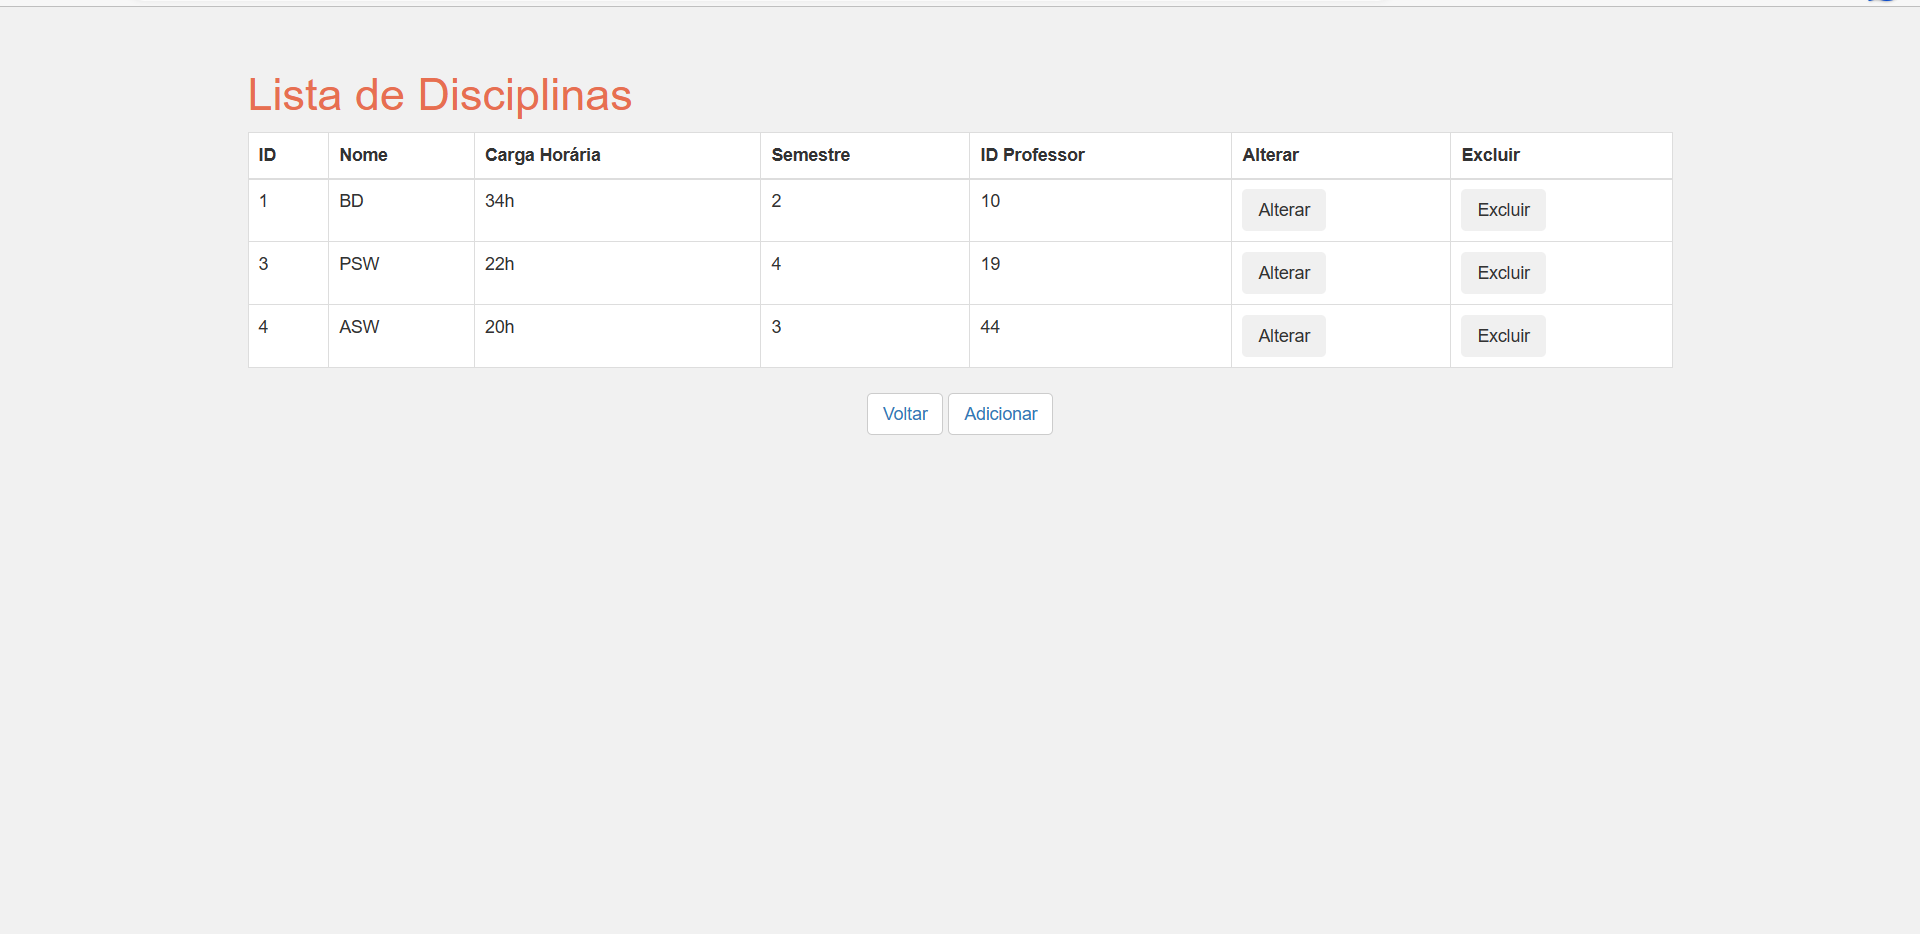 Lista de Disciplinas
ID Nome Carga Horária Semestre ID Professor Alterar Excluir
1 BD 34h 2 10 Alterar Excluir
3 PSW 22h 4 19 Alterar Excluir
4 ASW 20h 3 44 Alterar Excluir
Voltar Adicionar